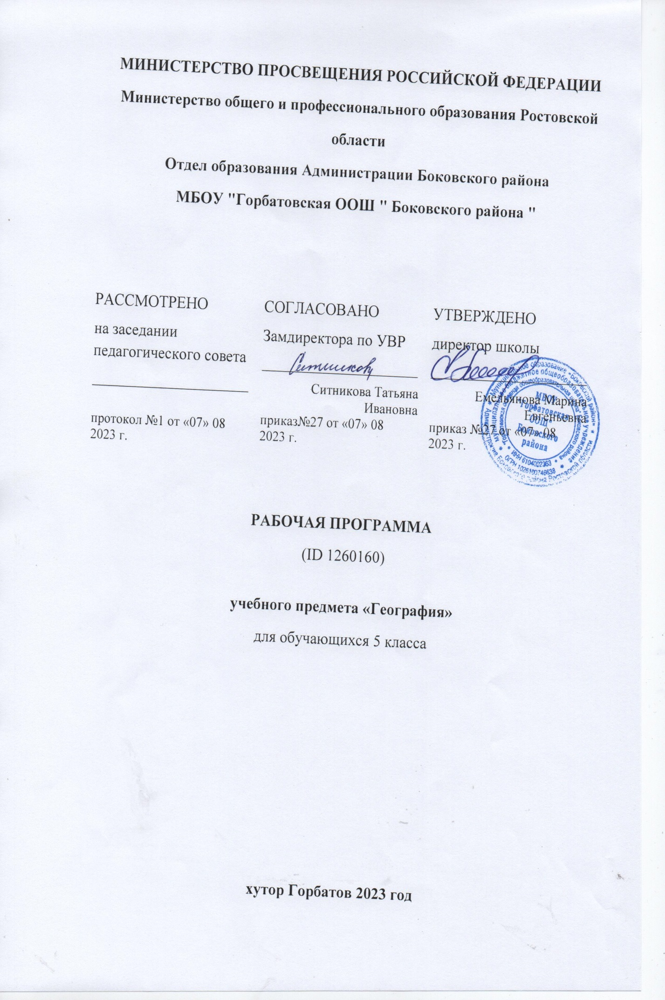 МИНИСТЕРСТВО ПРОСВЕЩЕНИЯ РОССИЙСКОЙ ФЕДЕРАЦИИ
Министерство общего и профессионального образования Ростовской
области
Отдел образования Администрации Боковского района
МБОУ "Горбатовская ООШ " Боковского района "
РАССМОТРЕНО
на заседании
педагогического совета
протокол №1 от «07» 08
2023 г.
СОГЛАСОВАНО
Замдиректора по УВР
Ситникова Татьяна
Ивановна
приказ№27 от «07» 08
2023 г.
УТВЕРЖДЕНО
директор школы
Емельянова Марина
Евгеньевна
приказ №27 от «07» 08
2023 г.
МБОУ
"Горбатовская
ООШ"
Боковского
района
ИНН 6104002363
ОГРН 1026100746638
РАБОЧАЯ ПРОГРАММА
(ID 1260160)
учебного предмета «География»
для обучающихся 5 класса
хутор Горбатов 2023 год